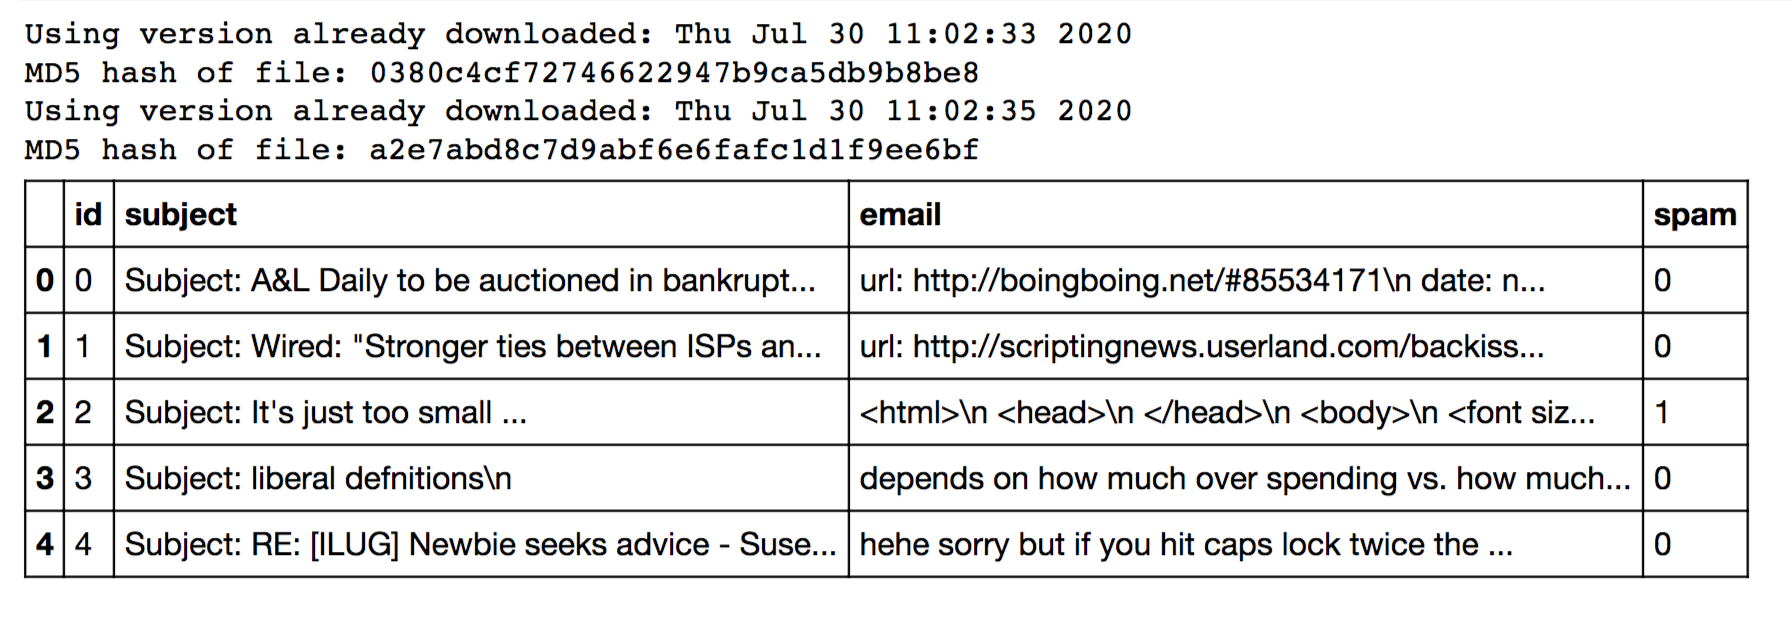 Using version already downloaded: Thu Jul 30 11:02:33 2020
MD5 hash of file: 0380c4cf72746622947b9ca5db9b8be8
Using version already downloaded: Thu Jul 30 11:02:35 2020
MD5 hash of file: a2e7abd8c7d9abf6e6fafc1d1f9ee6bf
id subject email spam
0 0 Subject: A&L Daily to be auctioned in bankrupt... url: http://boingboing.net/#85534171\n date: n... 0
1 1 Subject: Wired: "Stronger ties between ISPs an... url: http://scriptingnews.userland.com/backiss... 0
2 2 Subject: It's just too small ... <html>\n <head>\n </head>\n <body>\n <font siz... 1
3 3 Subject: liberal defnitions\n depends on how much over spending vs. how much... 0
4 4 Subject: RE: [ILUG] Newbie seeks advice - Suse... hehe sorry but if you hit caps lock twice the ... 0